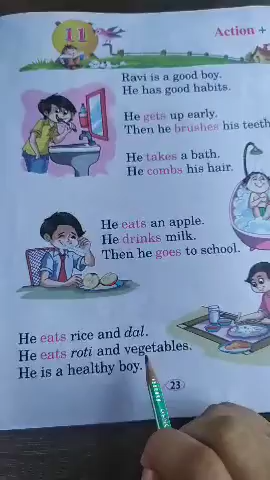 11
Action +
Ravi is a good boy.
He has good habits.
He gets up early.
Then he brushes his teeth
He takes a bath.
He combs his hair.
He eats an apple.
He drinks milk.
Then he goes to school.
He eats rice and dal.
He eats roti and vegetables.
He is a healthy boy.
23